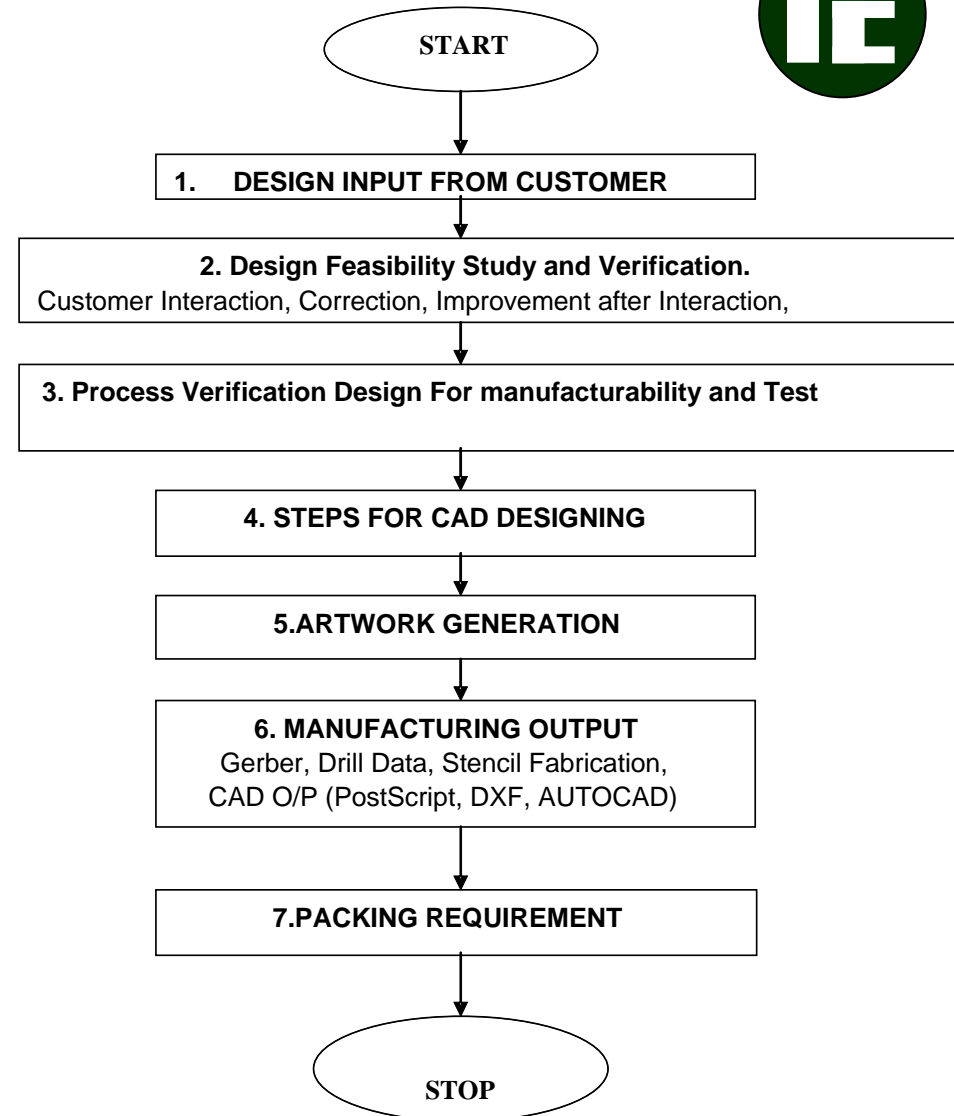 START
1. DESIGN INPUT FROM CUSTOMER
2. Design Feasibility Study and Verification.
Customer Interaction, Correction, Improvement after Interaction,
3. Process Verification Design For manufacturability and Test
4. STEPS FOR CAD DESIGNING
5.ARTWORK GENERATION
6. MANUFACTURING OUTPUT
Gerber, Drill Data, Stencil Fabrication,
CAD O/P (PostScript, DXF, AUTOCAD)
7.PACKING REQUIREMENT
STOP